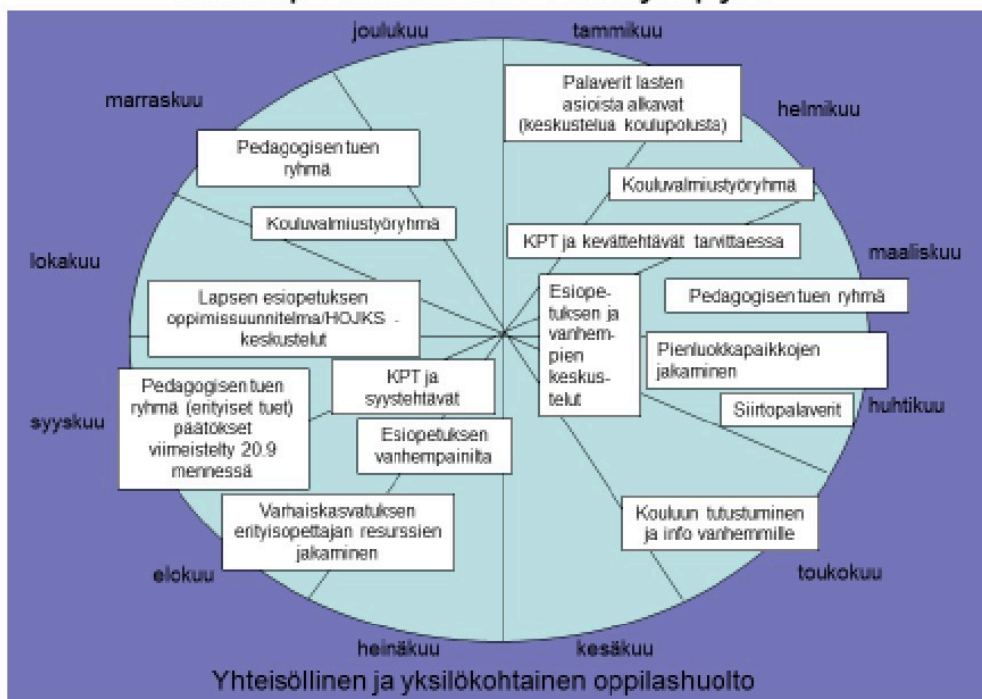 joulukuu
tammikuu
marraskuu
helmikuu
Palaverit lasten
asioista alkavat
(keskustelua koulupolusta)
Pedagogisen tuen
ryhmä
Kouluvalmiustyöryhmä
Kouluvalmiustyöryhmä
KPT ja kevättehtävät tarvittaessa
lokakuu
maaliskuu
Lapsen esiopetuksen
oppimissuunnitelma/HOJKS -
keskustelut
Esiope-
tuksen ja
vanhem-
pien
keskus-
telut
Pedagogisen tuen ryhmä
Pienluokkapaikkojen
jakaminen
KPT ja
syystehtävät
Siirtopalaverit
huhtikuu
syyskuu
Pedagogisen tuen
ryhmä (erityiset tuet)
päätökset
viimeistelty 20.9
mennessä
Esiopetuksen
vanhempainilta
Varhaiskasvatuksen
erityisopettajan resurssien
jakaminen
Kouluun tutustuminen
ja info vanhemmille
elokuu
toukokuu
heinäkuu
kesäkuu
Yhteisöllinen ja yksilökohtainen oppilashuolto